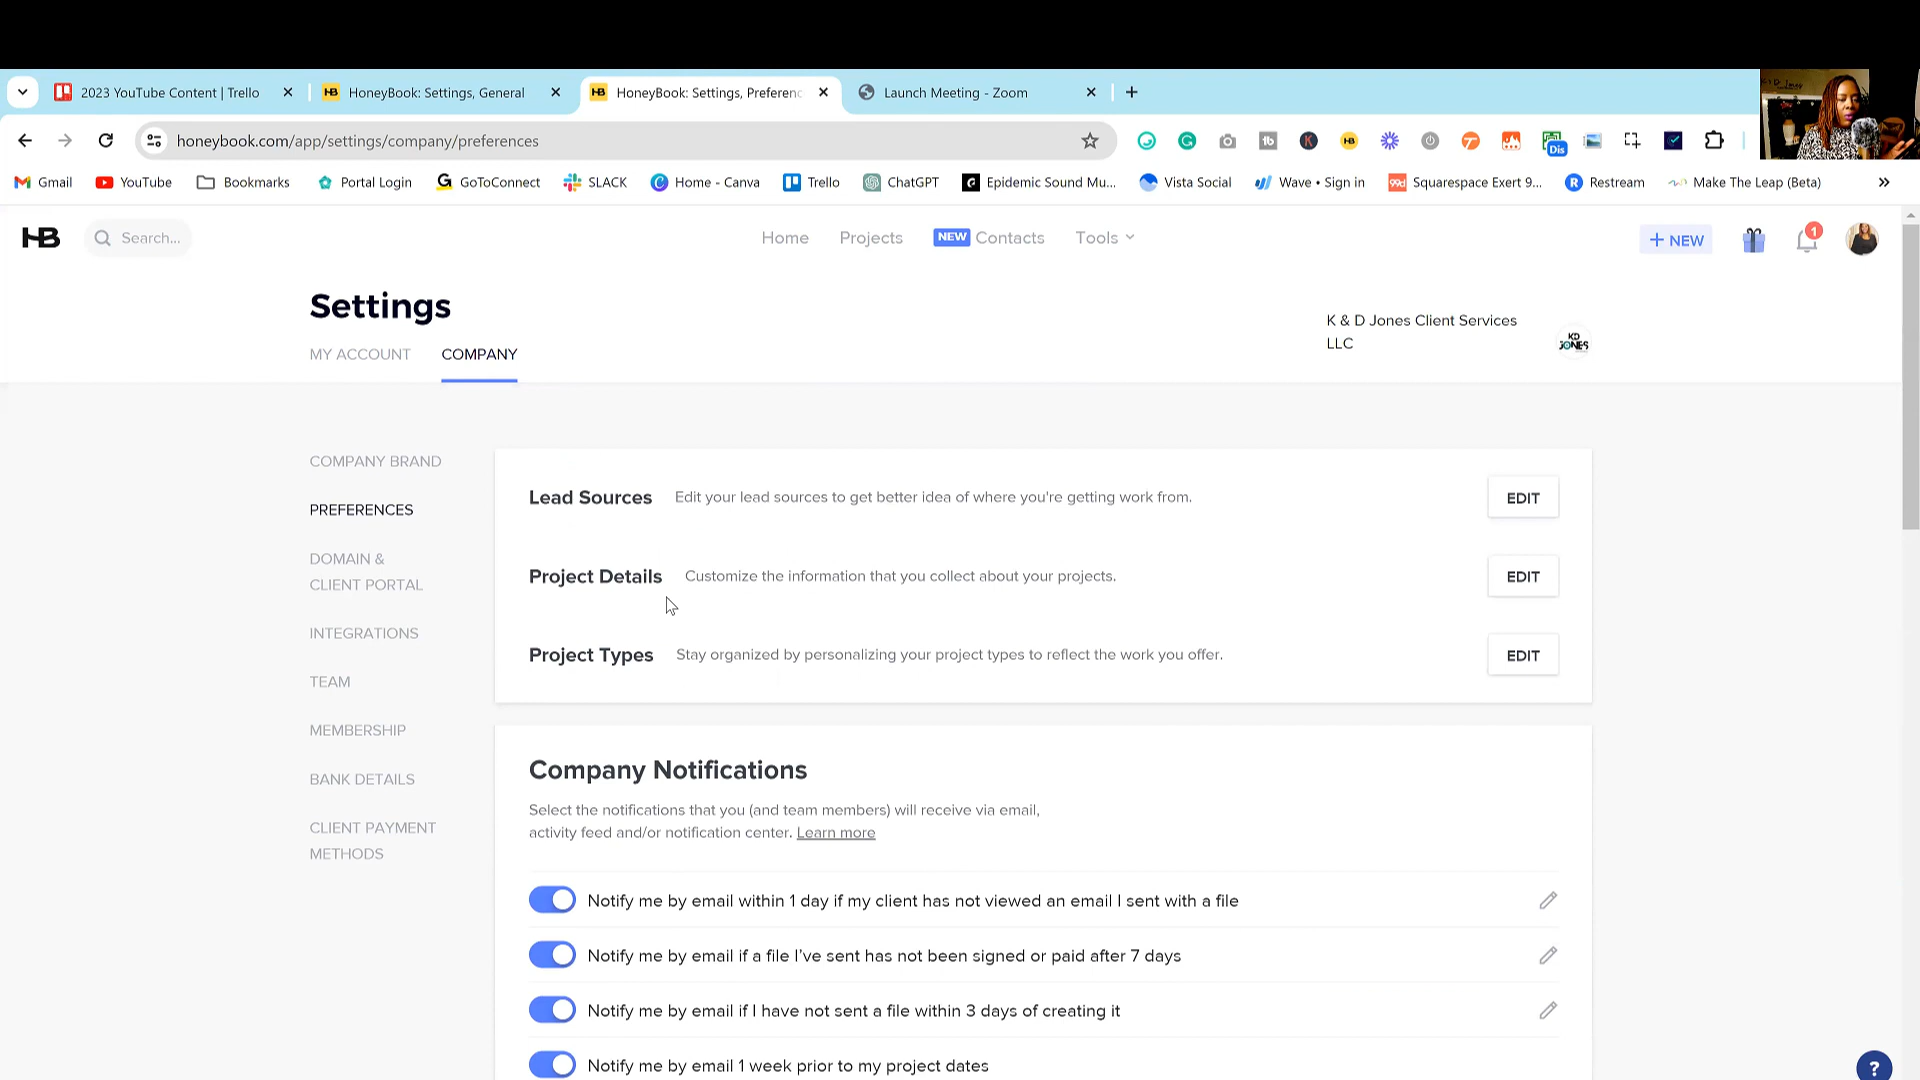 2023 YouTube Content | Trello
HoneyBook: Settings, General
HoneyBook: Settings, Preferenc
Launch Meeting - Zoom
honeybook.com/app/settings/company/preferences
Gmail
YouTube
Bookmarks
Portal Login
GoToConnect
SLACK
Home - Canva
Trello
ChatGPT
Epidemic Sound Mu...
Vista Social
Wave • Sign in
Squarespace Exert 9...
Restream
Make The Leap (Beta)
HB
Search...
Home
Projects
NEW Contacts
Tools
+ NEW
1
Settings
MY ACCOUNT
COMPANY
K & D Jones Client Services
LLC
KD
JONES
COMPANY BRAND
PREFERENCES
DOMAIN &
CLIENT PORTAL
INTEGRATIONS
TEAM
MEMBERSHIP
BANK DETAILS
CLIENT PAYMENT
METHODS
Lead Sources Edit your lead sources to get better idea of where you're getting work from. EDIT
Project Details Customize the information that you collect about your projects. EDIT
Project Types Stay organized by personalizing your project types to reflect the work you offer. EDIT
Company Notifications
Select the notifications that you (and team members) will receive via email,
activity feed and/or notification center. Learn more
Notify me by email within 1 day if my client has not viewed an email I sent with a file
Notify me by email if a file I've sent has not been signed or paid after 7 days
Notify me by email if I have not sent a file within 3 days of creating it
Notify me by email 1 week prior to my project dates
?